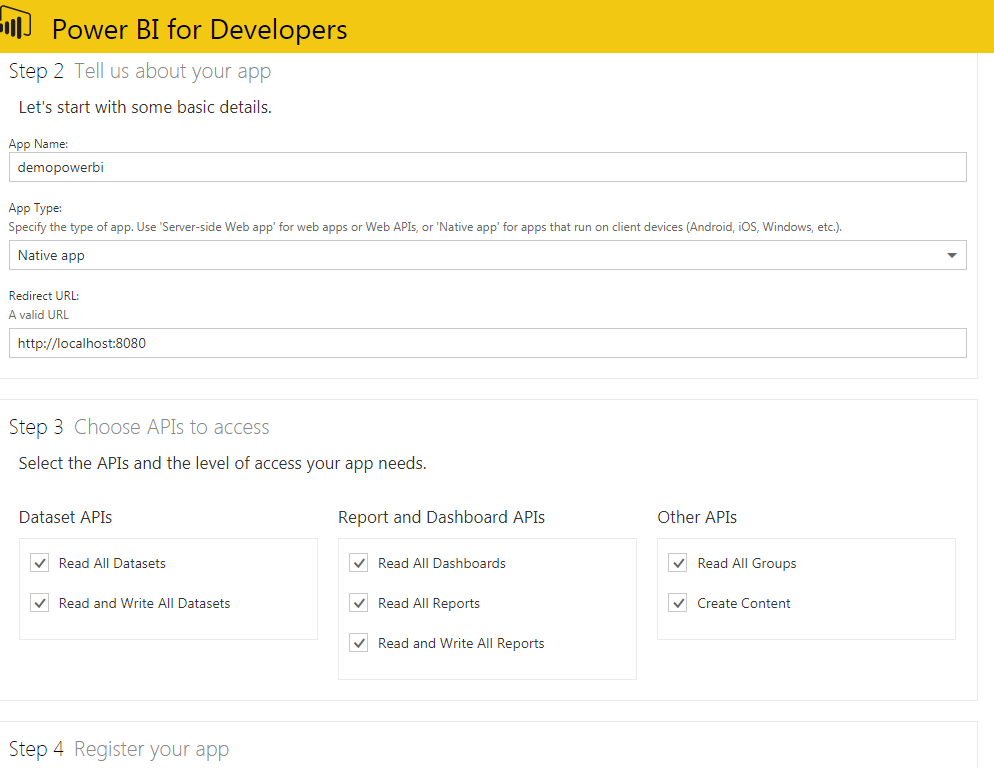 Power BI for Developers
Step 2 Tell us about your app
Let's start with some basic details.
App Name:
demopowerbi
App Type:
Specify the type of app. Use 'Server-side Web app' for web apps or Web APIs, or 'Native app' for apps that run on client devices (Android, iOS, Windows, etc.).
Native app
Redirect URL:
A valid URL
http://localhost:8080
Step 3 Choose APIs to access
Select the APIs and the level of access your app needs.
Dataset APIs
Read All Datasets
Read and Write All Datasets
Report and Dashboard APIs
Read All Dashboards
Read All Reports
Read and Write All Reports
Other APIs
Read All Groups
Create Content
Step 4 Register your app